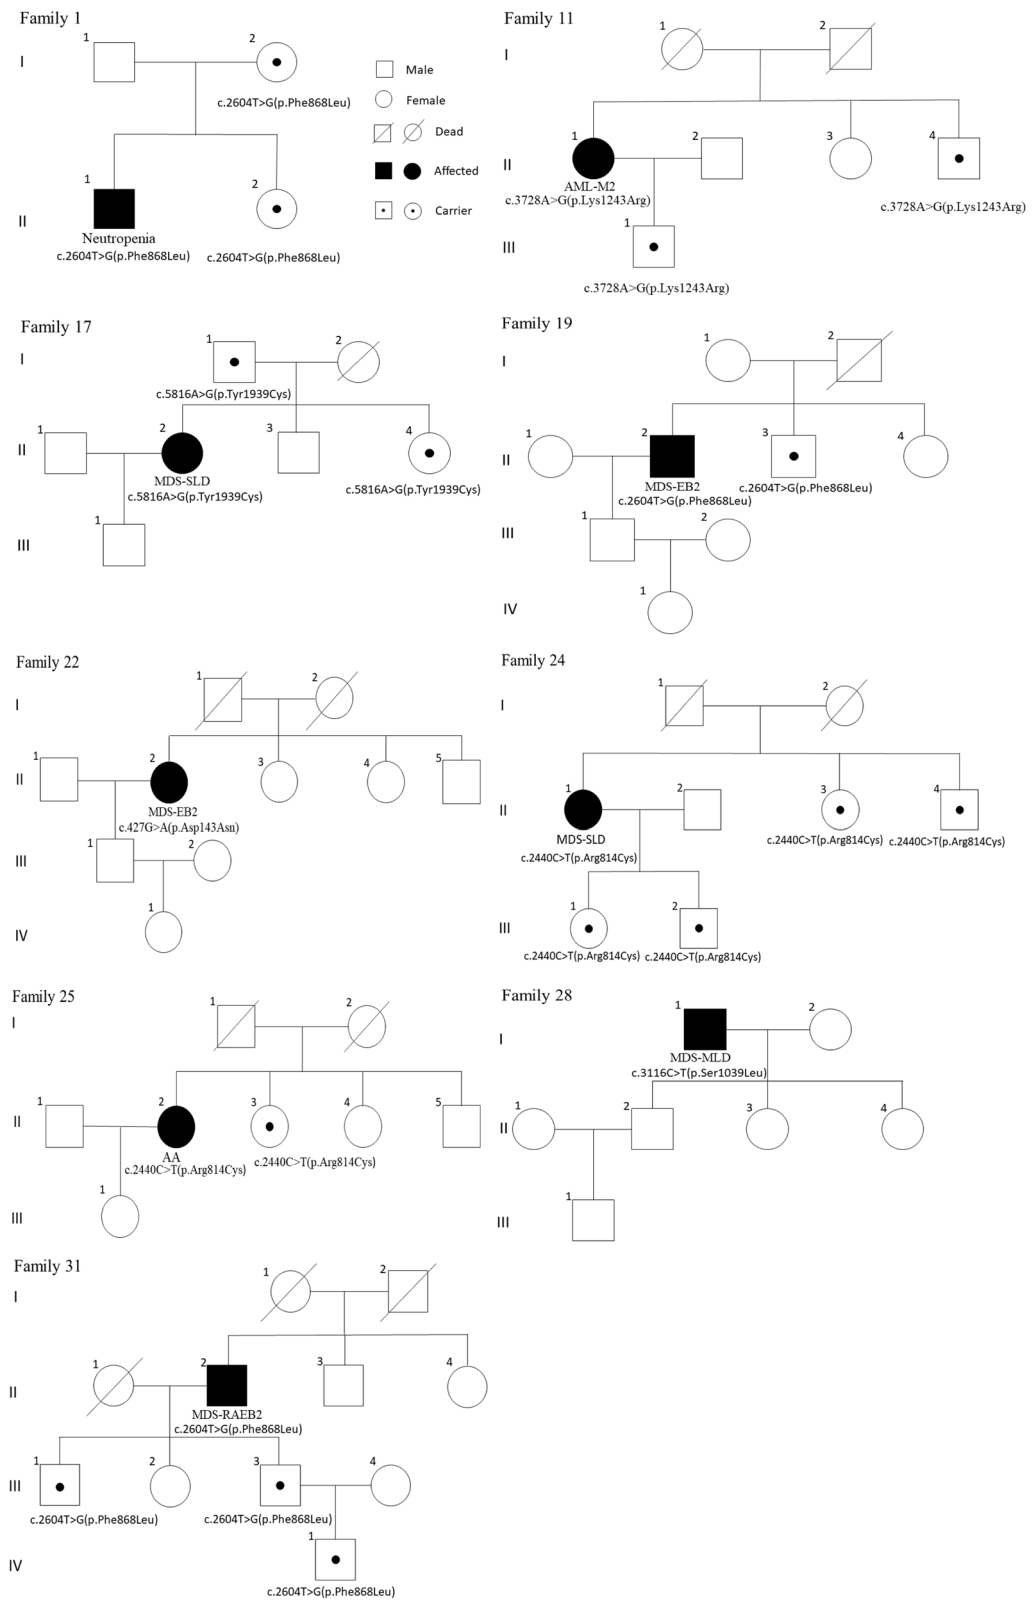 Family 1
1
2
I
c.2604T>G(p.Phe868Leu)
1
2
II
Neutropenia
c.2604T>G(p.Phe868Leu)
c.2604T>G(p.Phe868Leu)
Male
Female
Dead
Affected
Carrier
Family 11
1
2
I
1
2
3
4
II
AML-M2
c.3728A>G(p.Lys1243Arg)
c.3728A>G(p.Lys1243Arg)
1
III
c.3728A>G(p.Lys1243Arg)
Family 17
1
2
I
c.5816A>G(p.Tyr1939Cys)
1
2
3
4
II
MDS-SLD
c.5816A>G(p.Tyr1939Cys)
c.5816A>G(p.Tyr1939Cys)
1
III
Family 19
1
2
I
1
2
3
4
II
MDS-EB2
c.2604T>G(p.Phe868Leu)
c.2604T>G(p.Phe868Leu)
1
2
III
1
IV
Family 22
1
2
I
1
2
3
4
5
II
MDS-EB2
c.427G>A(p.Asp143Asn)
1
2
III
1
IV
Family 24
1
2
I
1
2
3
4
II
MDS-SLD
c.2440C>T(p.Arg814Cys)
c.2440C>T(p.Arg814Cys)
c.2440C>T(p.Arg814Cys)
1
2
III
c.2440C>T(p.Arg814Cys)
c.2440C>T(p.Arg814Cys)
Family 25
1
2
I
1
2
3
4
5
II
AA
c.2440C>T(p.Arg814Cys)
c.2440C>T(p.Arg814Cys)
1
III
Family 28
1
2
I
MDS-MLD
c.3116C>T(p.Ser1039Leu)
1
2
3
4
II
1
III
Family 31
1
2
I
1
2
3
4
II
MDS-RAEB2
c.2604T>G(p.Phe868Leu)
1
2
3
4
III
c.2604T>G(p.Phe868Leu)
c.2604T>G(p.Phe868Leu)
1
IV
c.2604T>G(p.Phe868Leu)